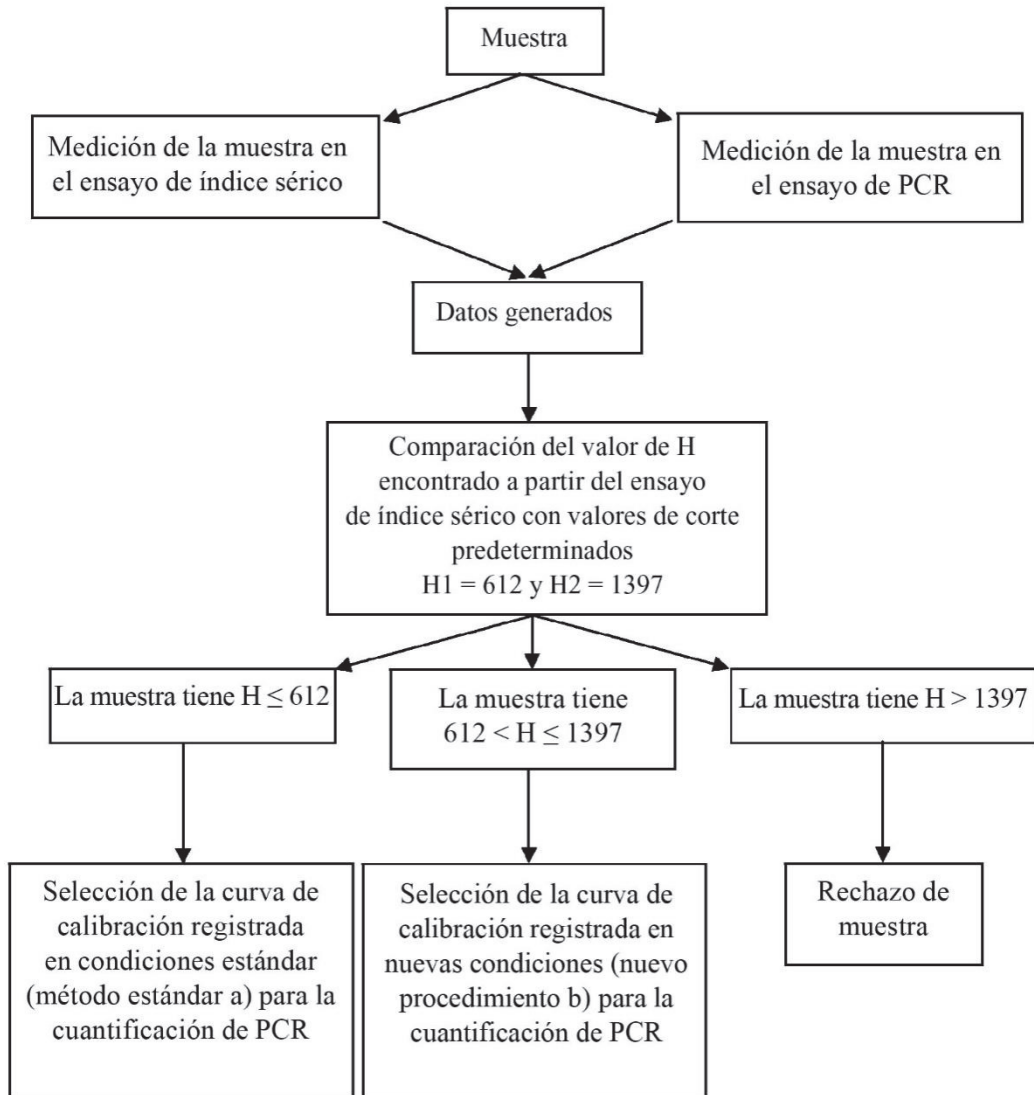 Muestra
Medición de la muestra en
el ensayo de índice sérico
Medición de la muestra en
el ensayo de PCR
Datos generados
Comparación del valor de H
encontrado a partir del ensayo
de índice sérico con valores de corte
predeterminados
H1 = 612 y H2 = 1397
La muestra tiene H ≤ 612
La muestra tiene
612 < H ≤ 1397
La muestra tiene H > 1397
Selección de la curva de
calibración registrada
en condiciones estándar
(método estándar a) para la
cuantificación de PCR
Selección de la curva de
calibración registrada en
nuevas condiciones (nuevo
procedimiento b) para la
cuantificación de PCR
Rechazo de
muestra